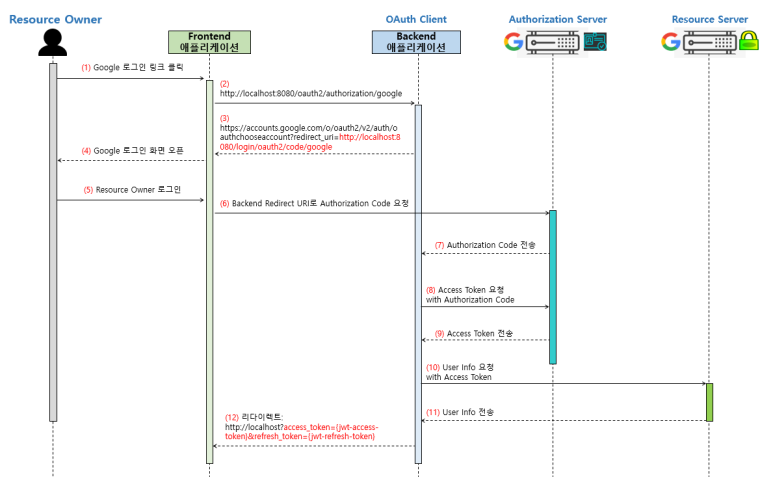 Resource Owner
OAuth Client
Authorization Server
Resource Server
Frontend
애플리케이션
Backend
애플리케이션
(1) Google 로그인 링크 클릭
(2)
http://localhost:8080/oauth2/authorization/google
(3)
https://accounts.google.com/o/oauth2/v2/auth/o
authchooseaccount?redirect_uri=http://localhost:8
080/login/oauth2/code/google
(4) Google 로그인 화면 오픈
(5) Resource Owner 로그인
(6) Backend Redirect URI로 Authorization Code 요청
(7) Authorization Code 전송
(8) Access Token 요청
with Authorization Code
(9) Access Token 전송
(10) User Info 요청
with Access Token
(11) User Info 전송
(12) 리다이렉트:
http://localhost?access_token={jwt-access-
token}&refresh_token={jwt-refresh-token}